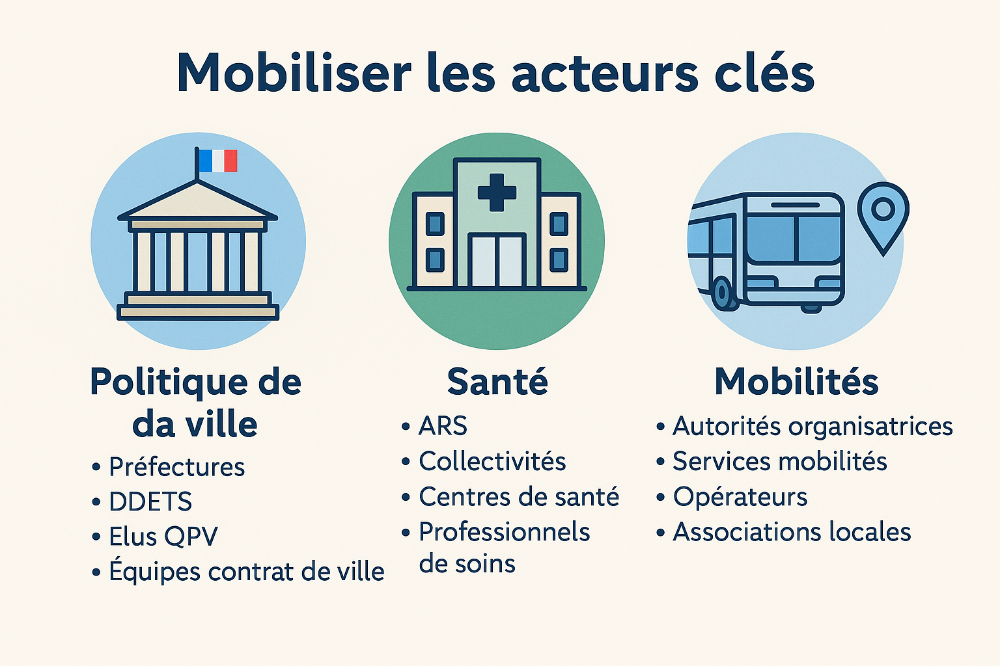 Mobiliser les acteurs clés
Politique de
da ville
• Préfectures
• DDETS
• Elus QPV
• Équipes contrat de ville
Santé
• ARS
• Collectivités
• Centres de santé
• Professionnels
de soins
Mobilités
• Autorités organisatrices
• Services mobilités
• Opérateurs
• Associations locales